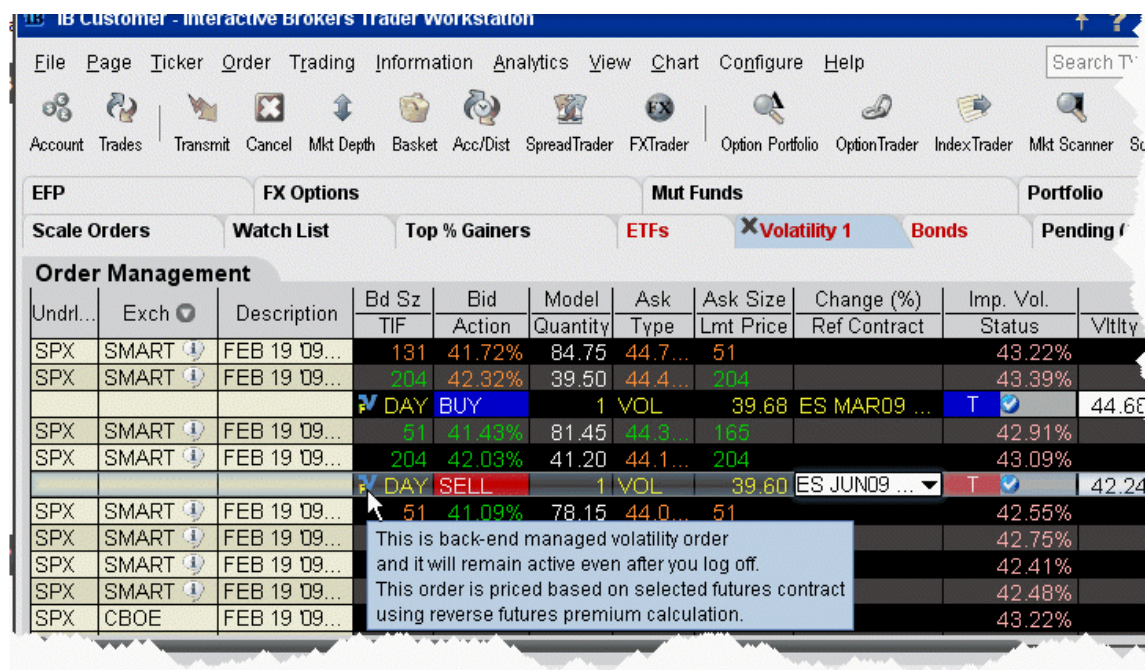 IB Customer - Interactive Brokers Trader Workstation
File Page Ticker Order Trading Information Analytics View Chart Configure Help Search
Account Trades Transmit Cancel Mkt Depth Basket Acc/Dist SpreadTrader FXTrader Option Portfolio OptionTrader IndexTrader Mkt Scanner
EFP FX Options Mut Funds Portfolio
Scale Orders Watch List Top % Gainers ETFs Volatility 1 Bonds Pending (
Order Management
Undrl... Exch Description Bd Sz Bid Model Ask Ask Size Change (%) Imp. Vol.
TIF Action Quantity Type Lmt Price Ref Contract Status Vltlty
SPX SMART FEB 19 '09... 131 41.72% 84.75 44.7... 51 43.22%
SPX SMART FEB 19 '09... 204 42.32% 39.50 44.4... 204 43.39%
DAY BUY 1 VOL 39.68 ES MAR09 ... T 44.68
SPX SMART FEB 19 '09... 51 41.43% 81.45 44.3... 165 42.91%
SPX SMART FEB 19 '09... 204 42.03% 41.20 44.1... 204 43.09%
DAY SELL 1 VOL 39.60 ES JUN09 ... T 42.24
SPX SMART FEB 19 '09... 51 41.09% 78.15 44.0... 51 42.55%
SPX SMART FEB 19 '09... 42.75%
SPX SMART FEB 19 '09... 42.41%
SPX SMART FEB 19 '09... 42.48%
SPX CBOE FEB 19 '09... 43.22%
This is back-end managed volatility order
and it will remain active even after you log off.
This order is priced based on selected futures contract
using reverse futures premium calculation.